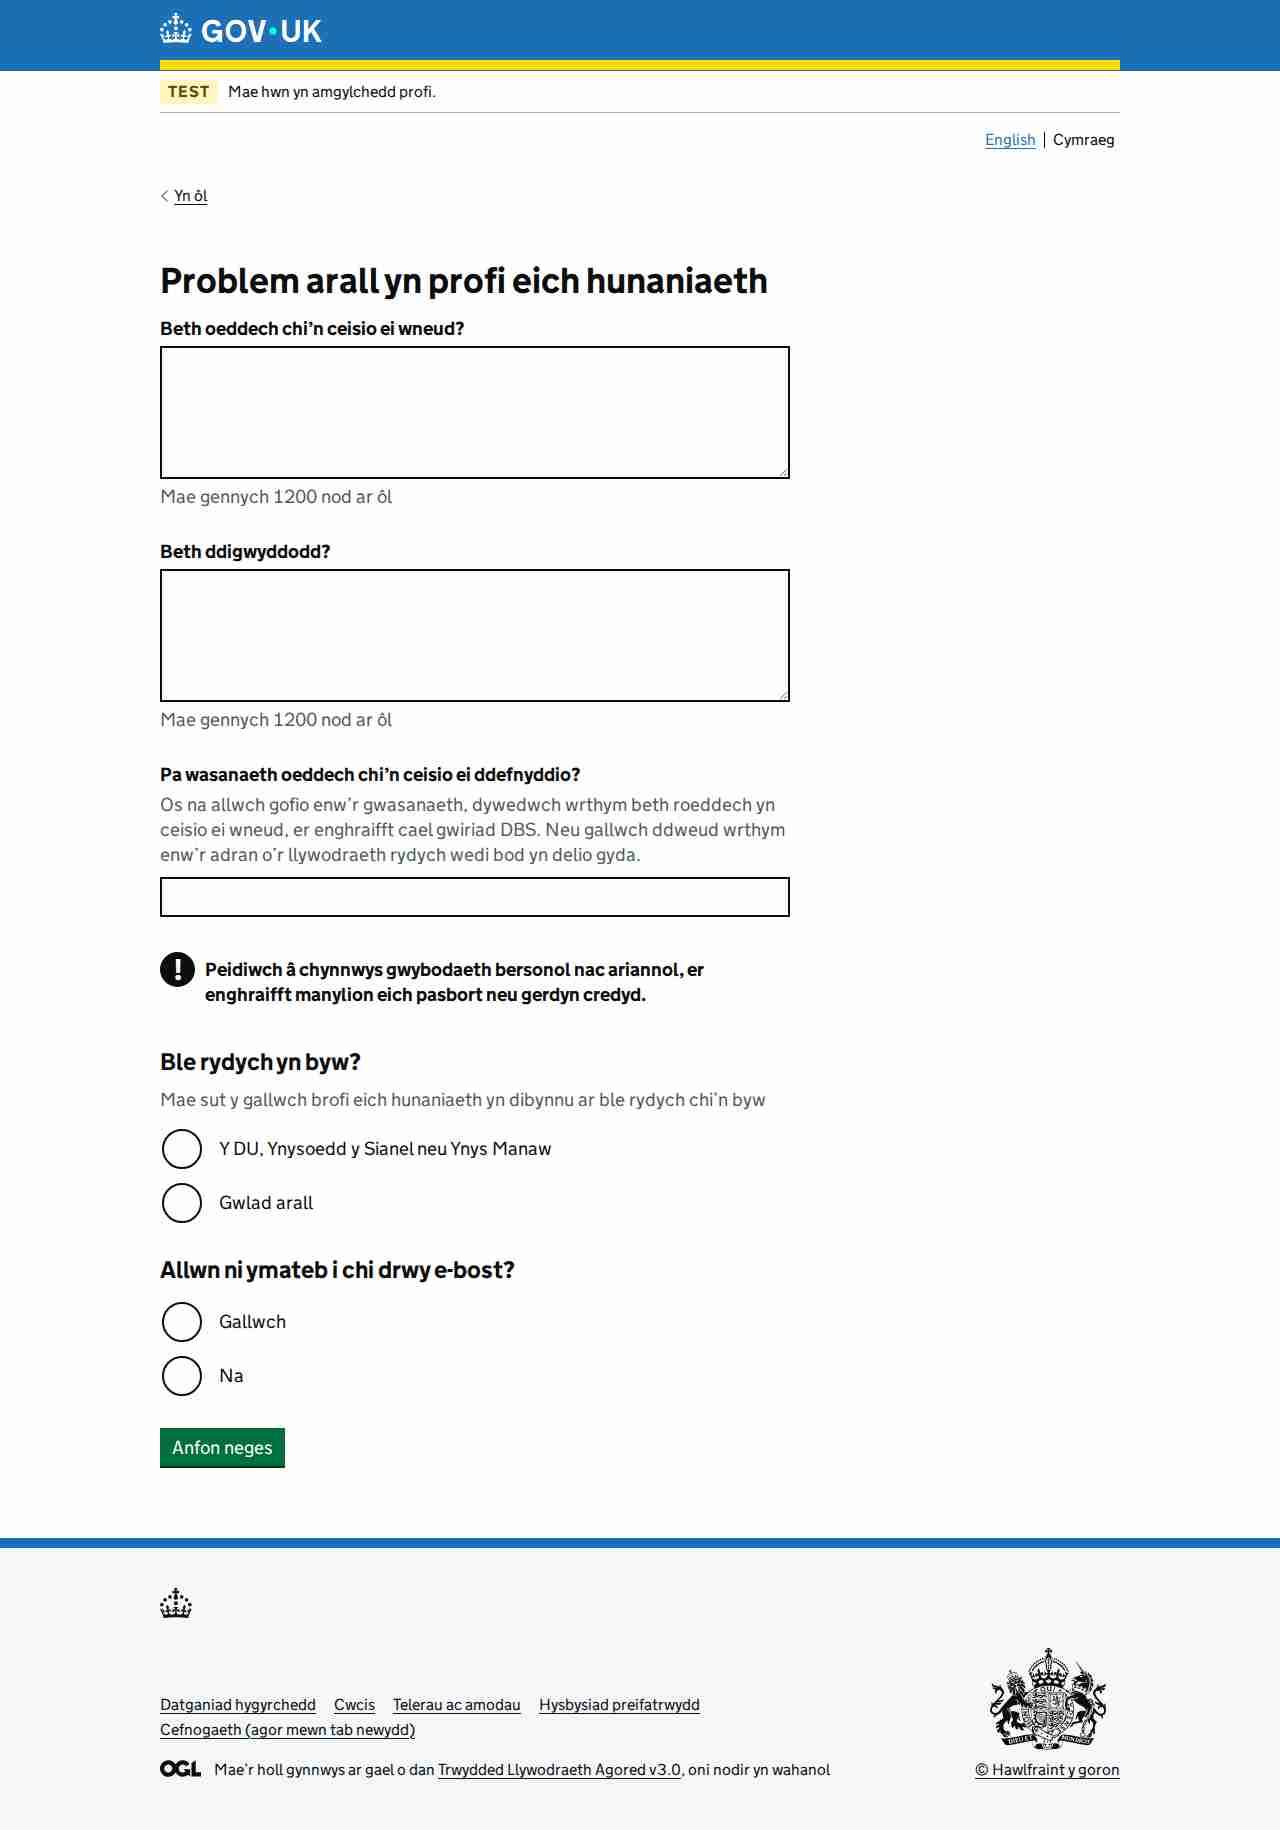 GOV·UK
TEST Mae hwn yn amgylchedd profi.
English | Cymraeg
Yn ôl
Problem arall yn profi eich hunaniaeth
Beth oeddech chi’n ceisio ei wneud?
Mae gennych 1200 nod ar ôl
Beth ddigwyddodd?
Mae gennych 1200 nod ar ôl
Pa wasanaeth oeddech chi’n ceisio ei ddefnyddio?
Os na allwch gofio enw’r gwasanaeth, dywedwch wrthym beth roeddech yn
ceisio ei wneud, er enghraifft cael gwiriad DBS. Neu gallwch ddweud wrthym
enw’r adran o’r llywodraeth rydych wedi bod yn delio gyda.
! Peidiwch â chynnwys gwybodaeth bersonol nac ariannol, er
enghraifft manylion eich pasbort neu gerdyn credyd.
Ble rydych yn byw?
Mae sut y gallwch brofi eich hunaniaeth yn dibynnu ar ble rydych chi’n byw
Y DU, Ynysoedd y Sianel neu Ynys Manaw
Gwlad arall
Allwn ni ymateb i chi drwy e-bost?
Gallwch
Na
Anfon neges
Datganiad hygyrchedd Cwcis Telerau ac amodau Hysbysiad preifatrwydd
Cefnogaeth (agor mewn tab newydd)
DIEU ET MON DROIT
OGL Mae’r holl gynnwys ar gael o dan Trwydded Llywodraeth Agored v3.0, oni nodir yn wahanol
© Hawlfraint y goron